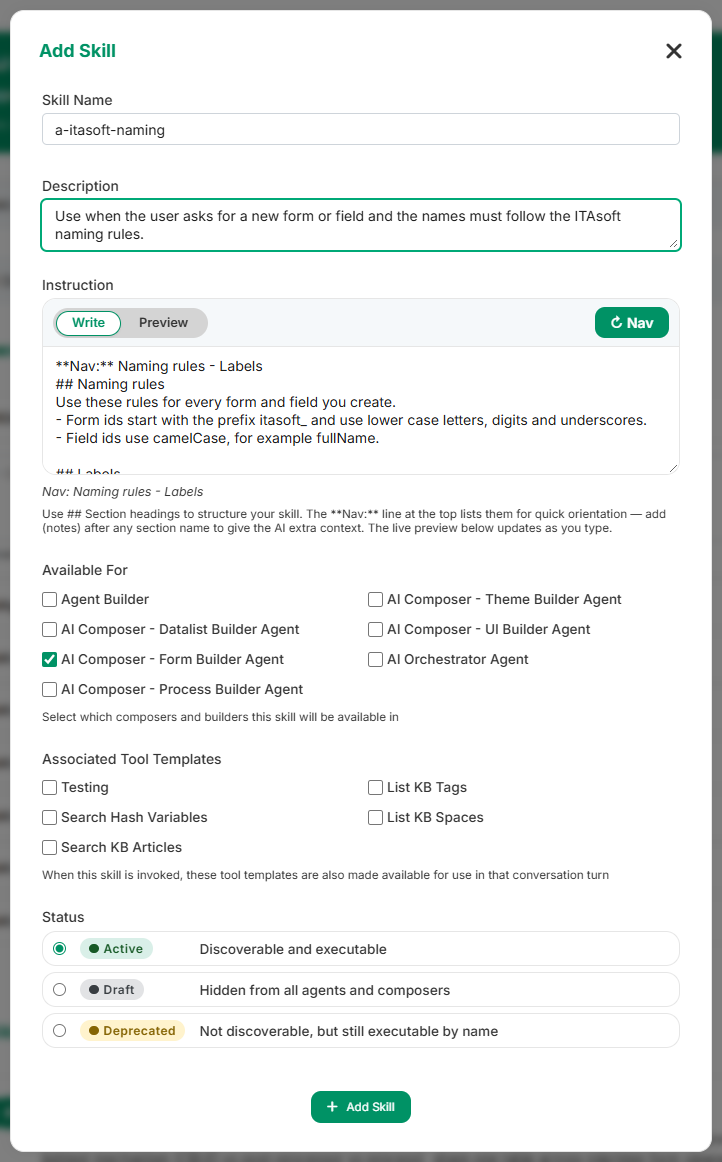 Add Skill
Skill Name
a-itasoft-naming
Description
Use when the user asks for a new form or field and the names must follow the ITAsoft
naming rules.
Instruction
Write Preview Nav
**Nav:** Naming rules - Labels
## Naming rules
Use these rules for every form and field you create.
- Form ids start with the prefix itasoft_ and use lower case letters, digits and underscores.
- Field ids use camelCase, for example fullName.
## Labels
Nav: Naming rules - Labels
Use ## Section headings to structure your skill. The **Nav:** line at the top lists them for quick orientation — add
(notes) after any section name to give the AI extra context. The live preview below updates as you type.
Available For
Agent Builder AI Composer - Theme Builder Agent
AI Composer - Datalist Builder Agent AI Composer - UI Builder Agent
AI Composer - Form Builder Agent AI Orchestrator Agent
AI Composer - Process Builder Agent
Select which composers and builders this skill will be available in
Associated Tool Templates
Testing List KB Tags
Search Hash Variables List KB Spaces
Search KB Articles
When this skill is invoked, these tool templates are also made available for use in that conversation turn
Status
Active Discoverable and executable
Draft Hidden from all agents and composers
Deprecated Not discoverable, but still executable by name
+ Add Skill